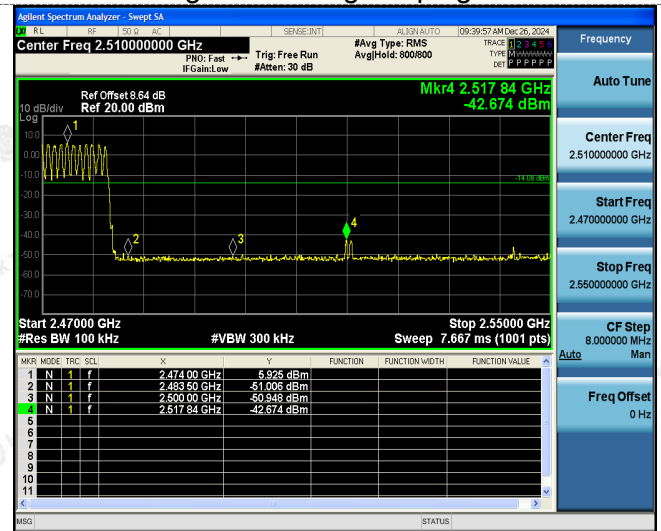 Agilent Spectrum Analyzer - Swept SA
LXI RL RF 50 Ω AC SENSE:INT ALIGN AUTO 09:39:57 AM Dec 26, 2024
Center Freq 2.510000000 GHz #Avg Type: RMS TRACE 1 2 3 4 5 6
PNO: Fast Trig: Free Run Avg|Hold: 800/800 TYPE M WWWWW
IFGain:Low #Atten: 30 dB DET P P P P P P
Mkr4 2.517 84 GHz
-42.674 dBm
Ref Offset 8.64 dB
10 dB/div Ref 20.00 dBm
Log
10.0
0.00
-10.0
-20.0
-30.0
-40.0
-50.0
-60.0
-70.0
1
2
3
4
-14.08 dBm
Start 2.47000 GHz Stop 2.55000 GHz
#Res BW 100 kHz #VBW 300 kHz Sweep 7.667 ms (1001 pts)
MKR MODE TRC SCL X Y FUNCTION FUNCTION WIDTH FUNCTION VALUE
1 N 1 f 2.474 00 GHz 5.925 dBm
2 N 1 f 2.483 50 GHz -51.006 dBm
3 N 1 f 2.500 00 GHz -50.948 dBm
4 N 1 f 2.517 84 GHz -42.674 dBm
5
6
7
8
9
10
11
MSG STATUS
Frequency
Auto Tune
Center Freq
2.510000000 GHz
Start Freq
2.470000000 GHz
Stop Freq
2.550000000 GHz
CF Step
8.000000 MHz
Auto Man
Freq Offset
0 Hz